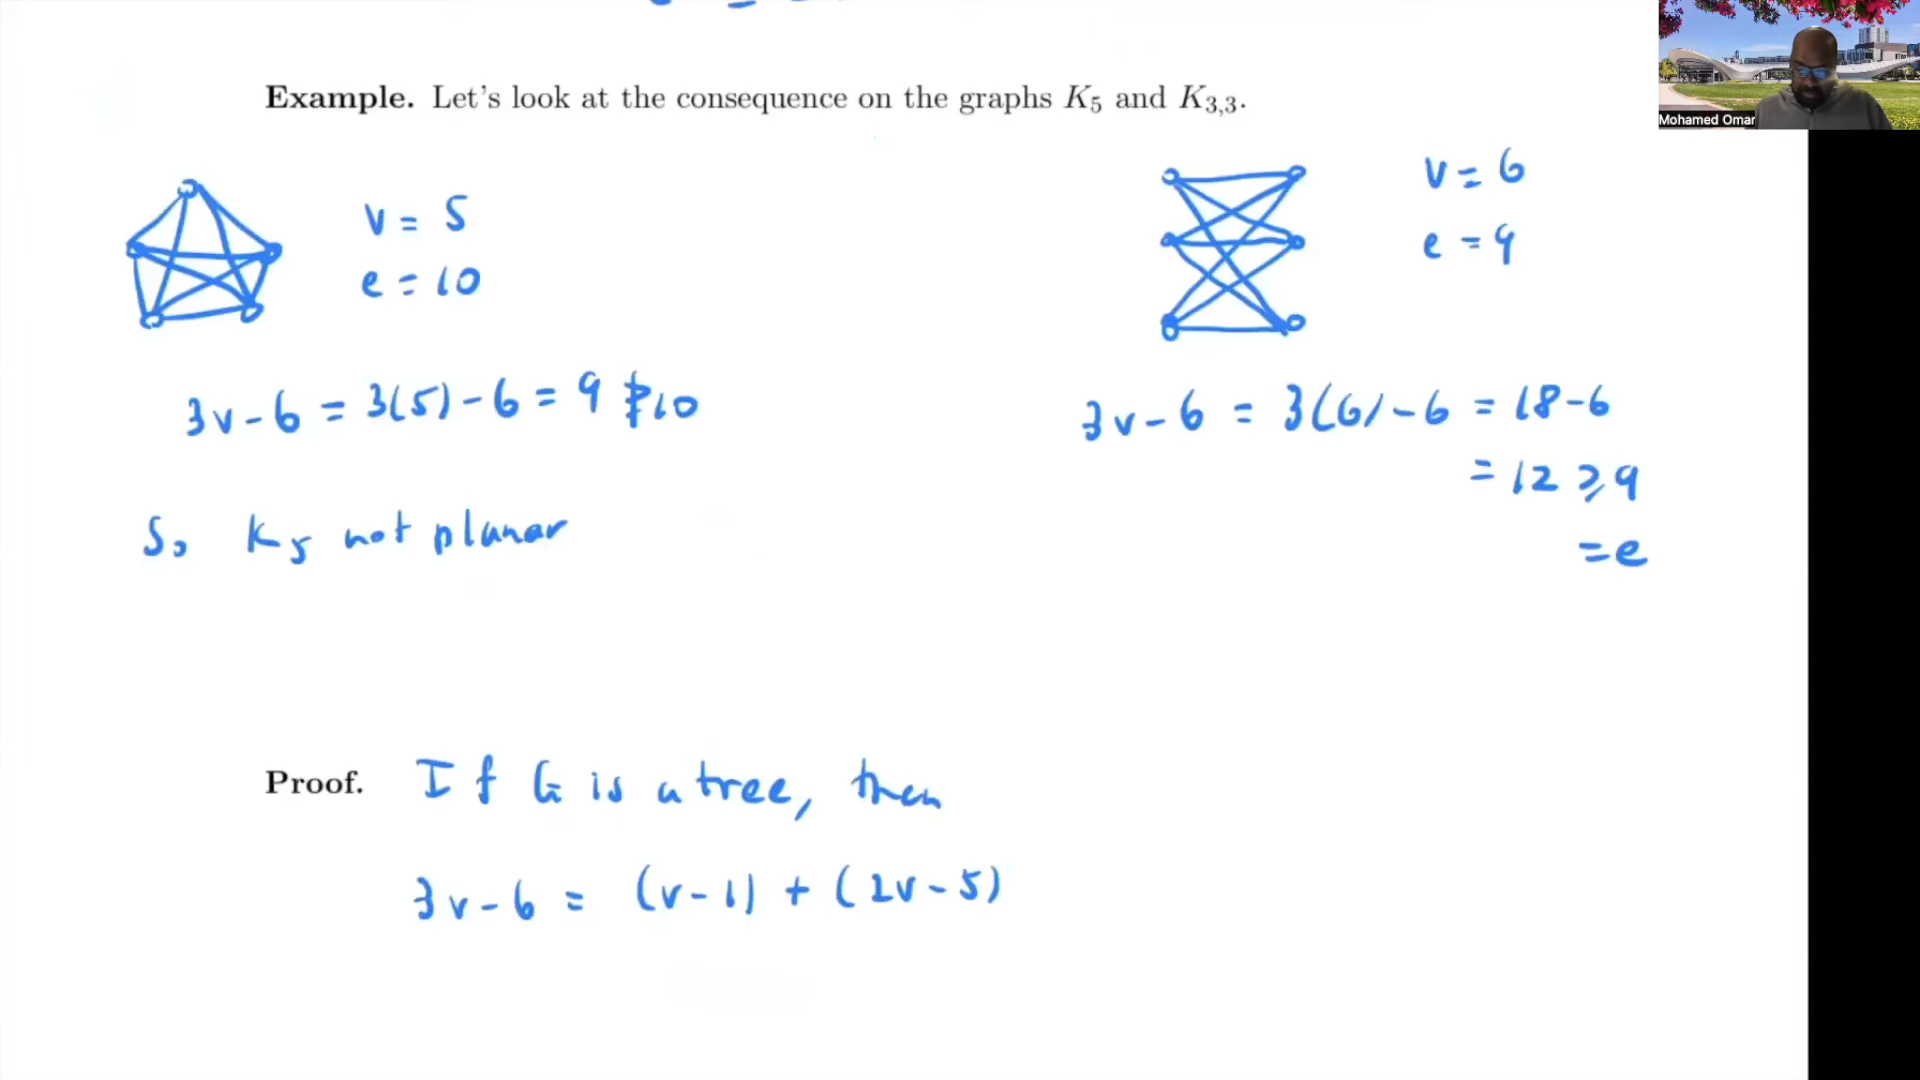 Example. Let's look at the consequence on the graphs K₅ and K₃,₃.
Mohamed Omar
v = 5
e = 10
v = 6
e = 9
3v - 6 = 3(5) - 6 = 9 ≱ 10
So K₅ not planar
3v - 6 = 3(6) - 6 = 18 - 6
= 12 ≥ 9
= e
Proof. If G is a tree, then
3v - 6 = (v - 1) + (2v - 5)